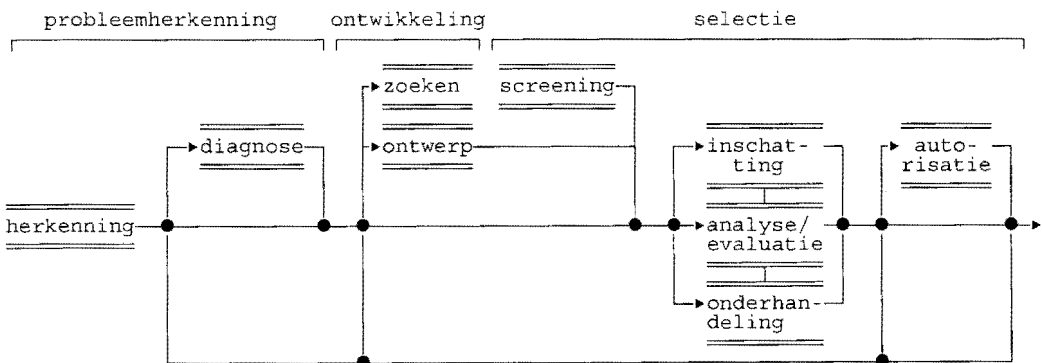 probleemherkenning ontwikkeling selectie
zoeken screening
diagnose ontwerp inschat-
ting
auto-
risatie
herkenning analyse/
evaluatie
onderhan-
deling